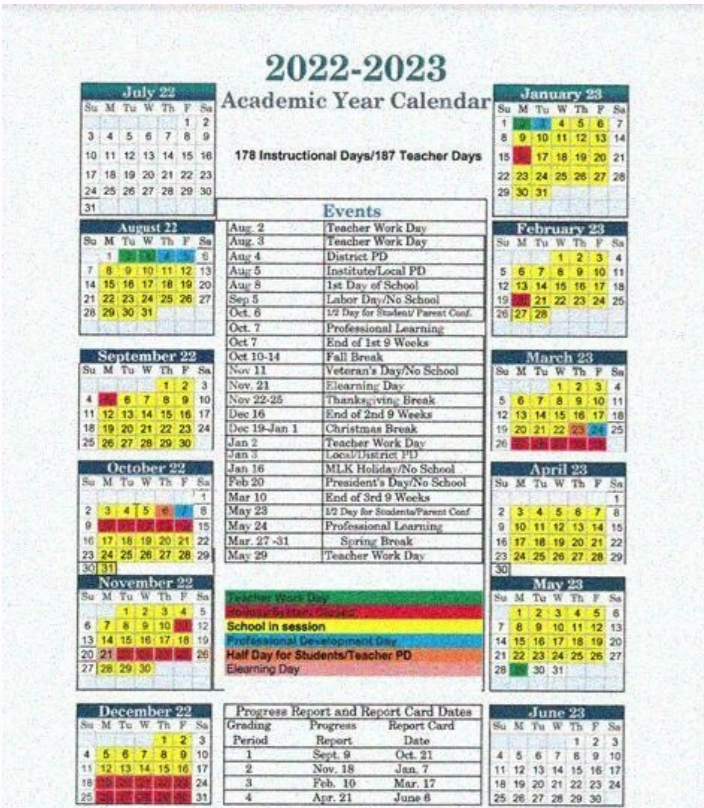 2022-2023
Academic Year Calendar
178 Instructional Days/187 Teacher Days
July 22
Su M Tu W Th F Sa
1 2
3 4 5 6 7 8 9
10 11 12 13 14 15 16
17 18 19 20 21 22 23
24 25 26 27 28 29 30
31
August 22
Su M Tu W Th F Sa
1 2 3 4 5 6
7 8 9 10 11 12 13
14 15 16 17 18 19 20
21 22 23 24 25 26 27
28 29 30 31
September 22
Su M Tu W Th F Sa
1 2 3
4 6 7 8 9 10
11 12 13 14 15 16 17
18 19 20 21 22 23 24
25 26 27 28 29 30
October 22
Su M Tu W Th F Sa
1
2 3 4 5 6 7 8
9 15
16 17 18 19 20 21 22
23 24 25 26 27 28 29
30 31
November 22
Su M Tu W Th F Sa
1 2 3 4 5
6 7 8 9 10 12
13 14 15 16 17 18 19
20 21 26
27 28 29 30
December 22
Su M Tu W Th F Sa
1 2 3
4 5 6 7 8 9 10
11 12 13 14 15 16 17
18 24
25 31
Events
Aug. 2 Teacher Work Day
Aug. 3 Teacher Work Day
Aug 4 District PD
Aug 5 Institute/Local PD
Aug 8 1st Day of School
Sep 5 Labor Day/No School
Oct. 6 1/2 Day for Student/ Parent Conf.
Oct. 7 Professional Learning
Oct 7 End of 1st 9 Weeks
Oct 10-14 Fall Break
Nov 11 Veteran's Day/No School
Nov. 21 Elearning Day
Nov 22-25 Thanksgiving Break
Dec 16 End of 2nd 9 Weeks
Dec 19-Jan 1 Christmas Break
Jan 2 Teacher Work Day
Jan 3 Local/District PD
Jan 16 MLK Holiday/No School
Feb 20 President's Day/No School
Mar 10 End of 3rd 9 Weeks
May 23 1/2 Day for Students/Parent Conf
May 24 Professional Learning
Mar. 27 -31 Spring Break
May 29 Teacher Work Day
Teacher Work Day
School in session
Professional Development Day
Half Day for Students/Teacher PD
Elearning Day
Progress Report and Report Card Dates
Grading Progress Report Card
Period Report Date
1 Sept. 9 Oct. 21
2 Nov. 18 Jan. 7
3 Feb. 10 Mar. 17
4 Apr. 21 June 6
January 23
Su M Tu W Th F Sa
1 4 5 6 7
8 9 10 11 12 13 14
15 17 18 19 20 21
22 23 24 25 26 27 28
29 30 31
February 23
Su M Tu W Th F Sa
1 2 3 4
5 6 7 8 9 10 11
12 13 14 15 16 17 18
19 21 22 23 24 25
26 27 28
March 23
Su M Tu W Th F Sa
1 2 3 4
5 6 7 8 9 10 11
12 13 14 15 16 17 18
19 20 21 22 23 24 25
26
April 23
Su M Tu W Th F Sa
1
2 3 4 5 6 7 8
9 10 11 12 13 14 15
16 17 18 19 20 21 22
23 24 25 26 27 28 29
30
May 23
Su M Tu W Th F Sa
1 2 3 4 5 6
7 8 9 10 11 12 13
14 15 16 17 18 19 20
21 22 23 24 25 26 27
28 30 31
June 23
Su M Tu W Th F Sa
1 2 3
4 5 6 7 8 9 10
11 12 13 14 15 16 17
18 19 20 21 22 23 24
25 26 27 28 29 30